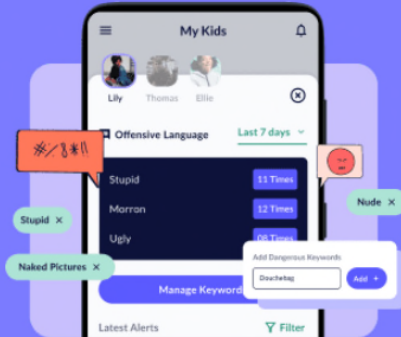 My Kids
Lily Thomas Ellie
Offensive Language
Last 7 days
#%8*!!
Stupid
11 Times
Morron
12 Times
Ugly
08 Times
Stupid ×
Nude ×
Naked Pictures ×
Add Dangerous Keywords
Douchebag
Add +
Manage Keyword
Latest Alerts
Filter